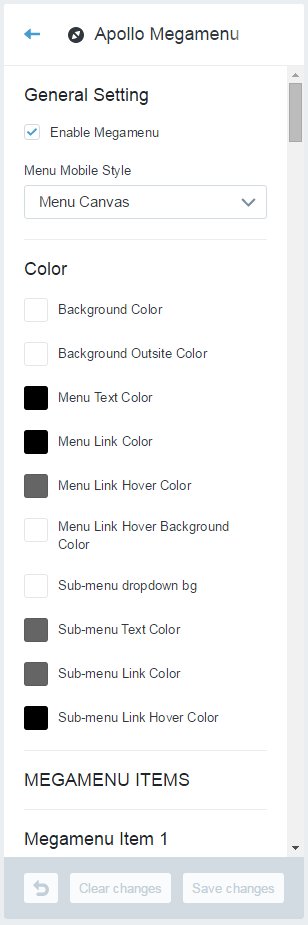 Apollo Megamenu
General Setting
Enable Megamenu
Menu Mobile Style
Menu Canvas
Color
Background Color
Background Outsite Color
Menu Text Color
Menu Link Color
Menu Link Hover Color
Menu Link Hover Background
Color
Sub-menu dropdown bg
Sub-menu Text Color
Sub-menu Link Color
Sub-menu Link Hover Color
MEGAMENU ITEMS
Megamenu Item 1
Clear changes
Save changes